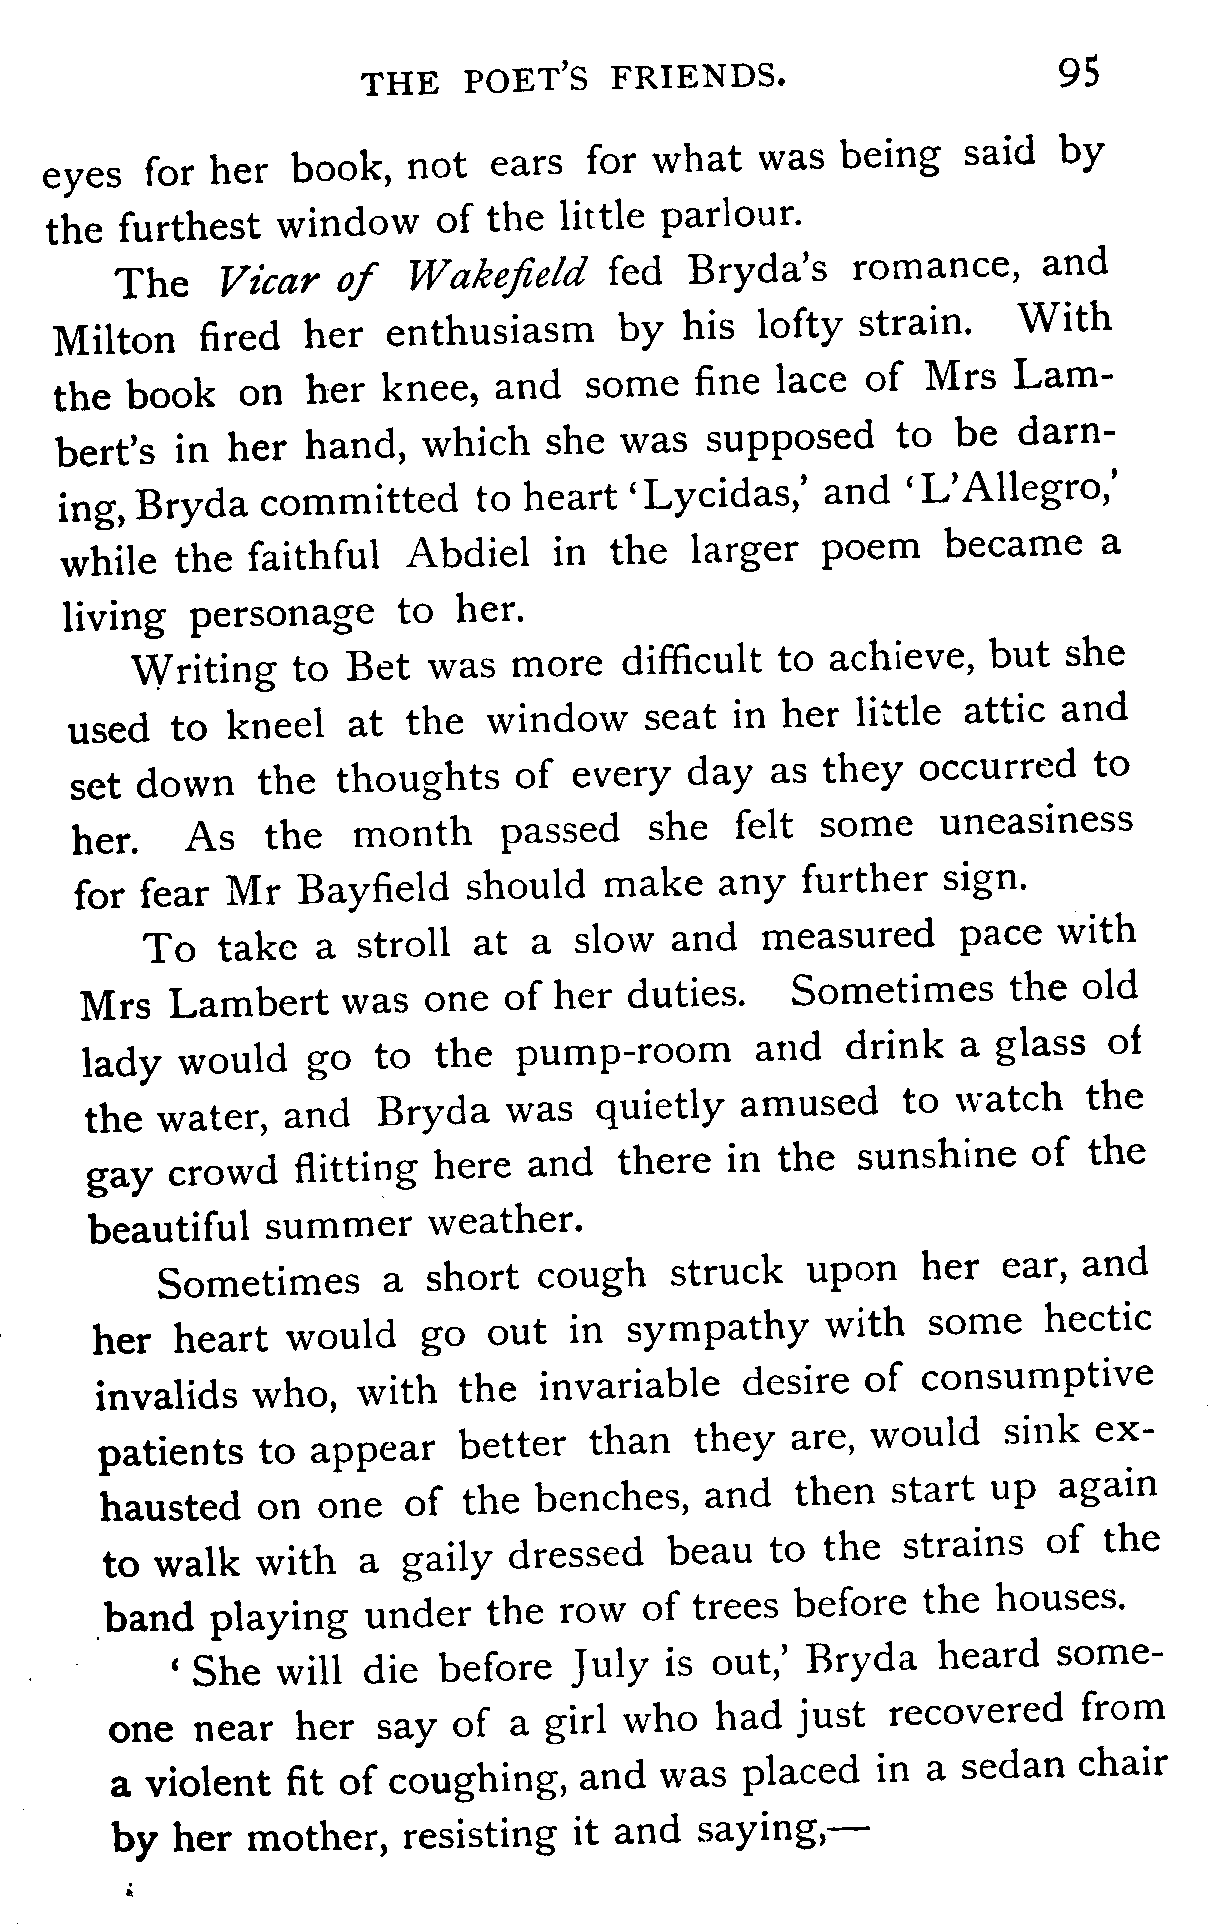 THE POET'S FRIENDS. 95
eyes for her book, not ears for what was being said by
the furthest window of the little parlour.
The Vicar of Wakefield fed Bryda's romance, and
Milton fired her enthusiasm by his lofty strain. With
the book on her knee, and some fine lace of Mrs Lam-
bert's in her hand, which she was supposed to be darn-
ing, Bryda committed to heart ‘Lycidas,’ and ‘L'Allegro,’
while the faithful Abdiel in the larger poem became a
living personage to her.
Writing to Bet was more difficult to achieve, but she
used to kneel at the window seat in her little attic and
set down the thoughts of every day as they occurred to
her. As the month passed she felt some uneasiness
for fear Mr Bayfield should make any further sign.
To take a stroll at a slow and measured pace with
Mrs Lambert was one of her duties. Sometimes the old
lady would go to the pump-room and drink a glass of
the water, and Bryda was quietly amused to watch the
gay crowd flitting here and there in the sunshine of the
beautiful summer weather.
Sometimes a short cough struck upon her ear, and
her heart would go out in sympathy with some hectic
invalids who, with the invariable desire of consumptive
patients to appear better than they are, would sink ex-
hausted on one of the benches, and then start up again
to walk with a gaily dressed beau to the strains of the
band playing under the row of trees before the houses.
‘She will die before July is out,’ Bryda heard some-
one near her say of a girl who had just recovered from
a violent fit of coughing, and was placed in a sedan chair
by her mother, resisting it and saying,—